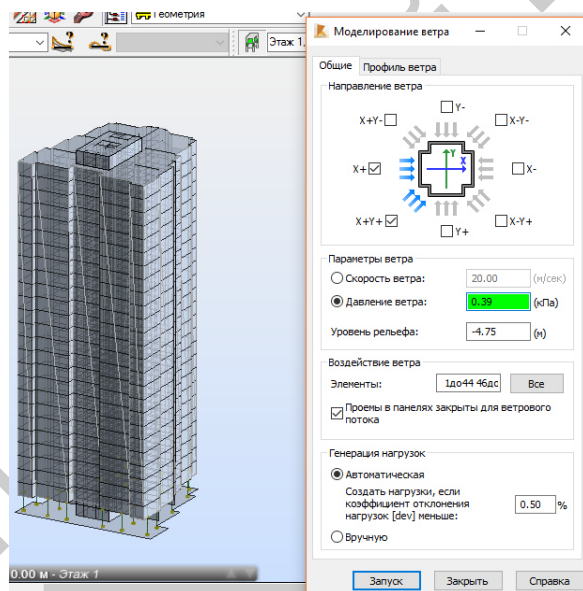 Геометрия
Этаж 1,
0.00 м - Этаж 1
Моделирование ветра
Общие Профиль ветра
Направление ветра
Y-
X+Y- X-Y-
Y
X
X+ X-
X+Y+ X-Y+
Y+
Параметры ветра
Скорость ветра: 20.00 (м/сек)
Давление ветра: 0.39 (кПа)
Уровень рельефа: -4.75 (м)
Воздействие ветра
Элементы: 1до44 46дс Все
Проемы в панелях закрыты для ветрового
потока
Генерация нагрузок
Автоматическая
Создать нагрузки, если
коэффициент отклонения
нагрузок [dev] меньше: 0.50 %
Вручную
Запуск Закрыть Справка